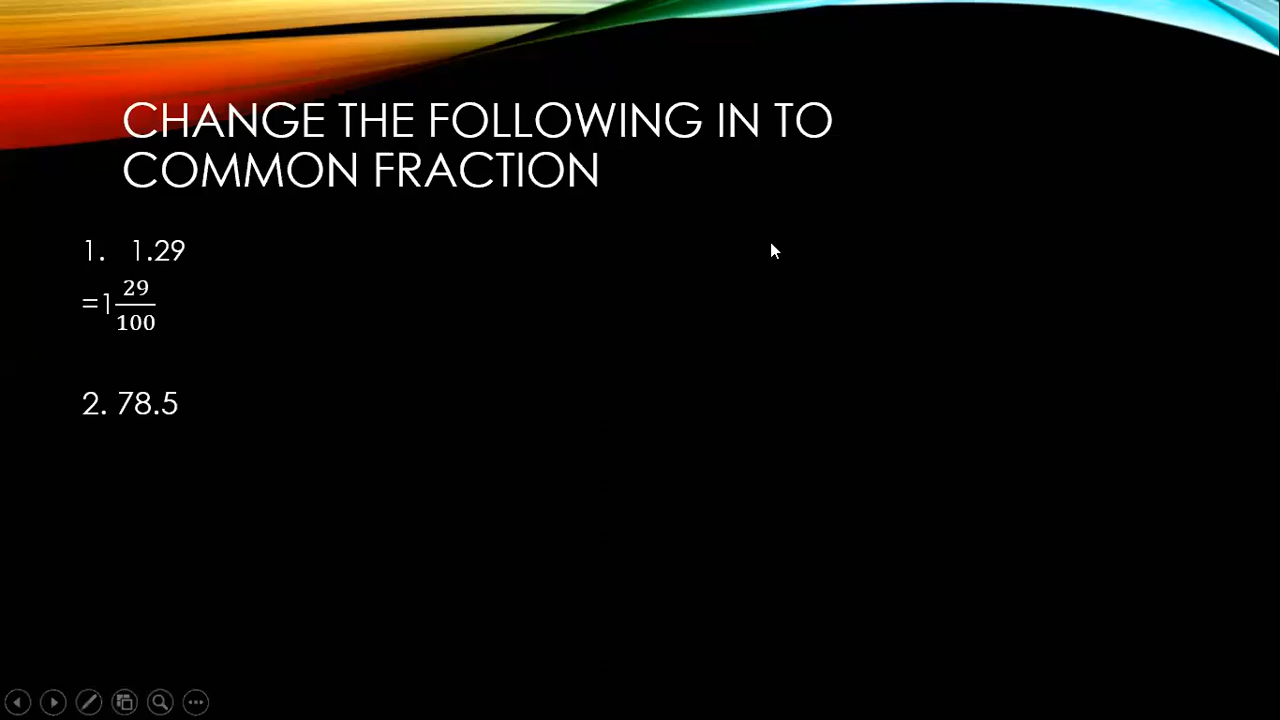 CHANGE THE FOLLOWING IN TO
COMMON FRACTION
1. 1.29
=1 29/100
2. 78.5